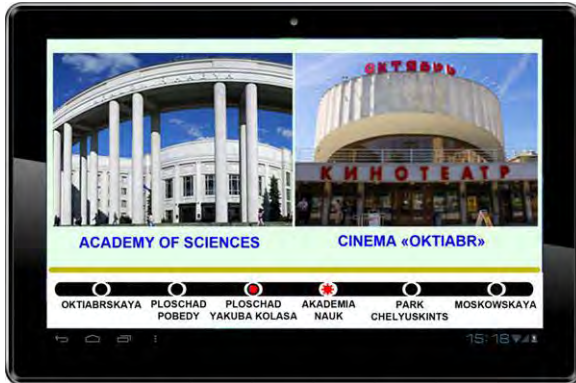 ОКТЯБРЬ
КИНОТЕАТР
ACADEMY OF SCIENCES
CINEMA «OKTIABR»
OKTIABRSKAYA
PLOSCHAD
POBEDY
PLOSCHAD
YAKUBA KOLASA
AKADEMIA
NAUK
PARK
CHELYUSKINTS
MOSKOWSKAYA
15:18